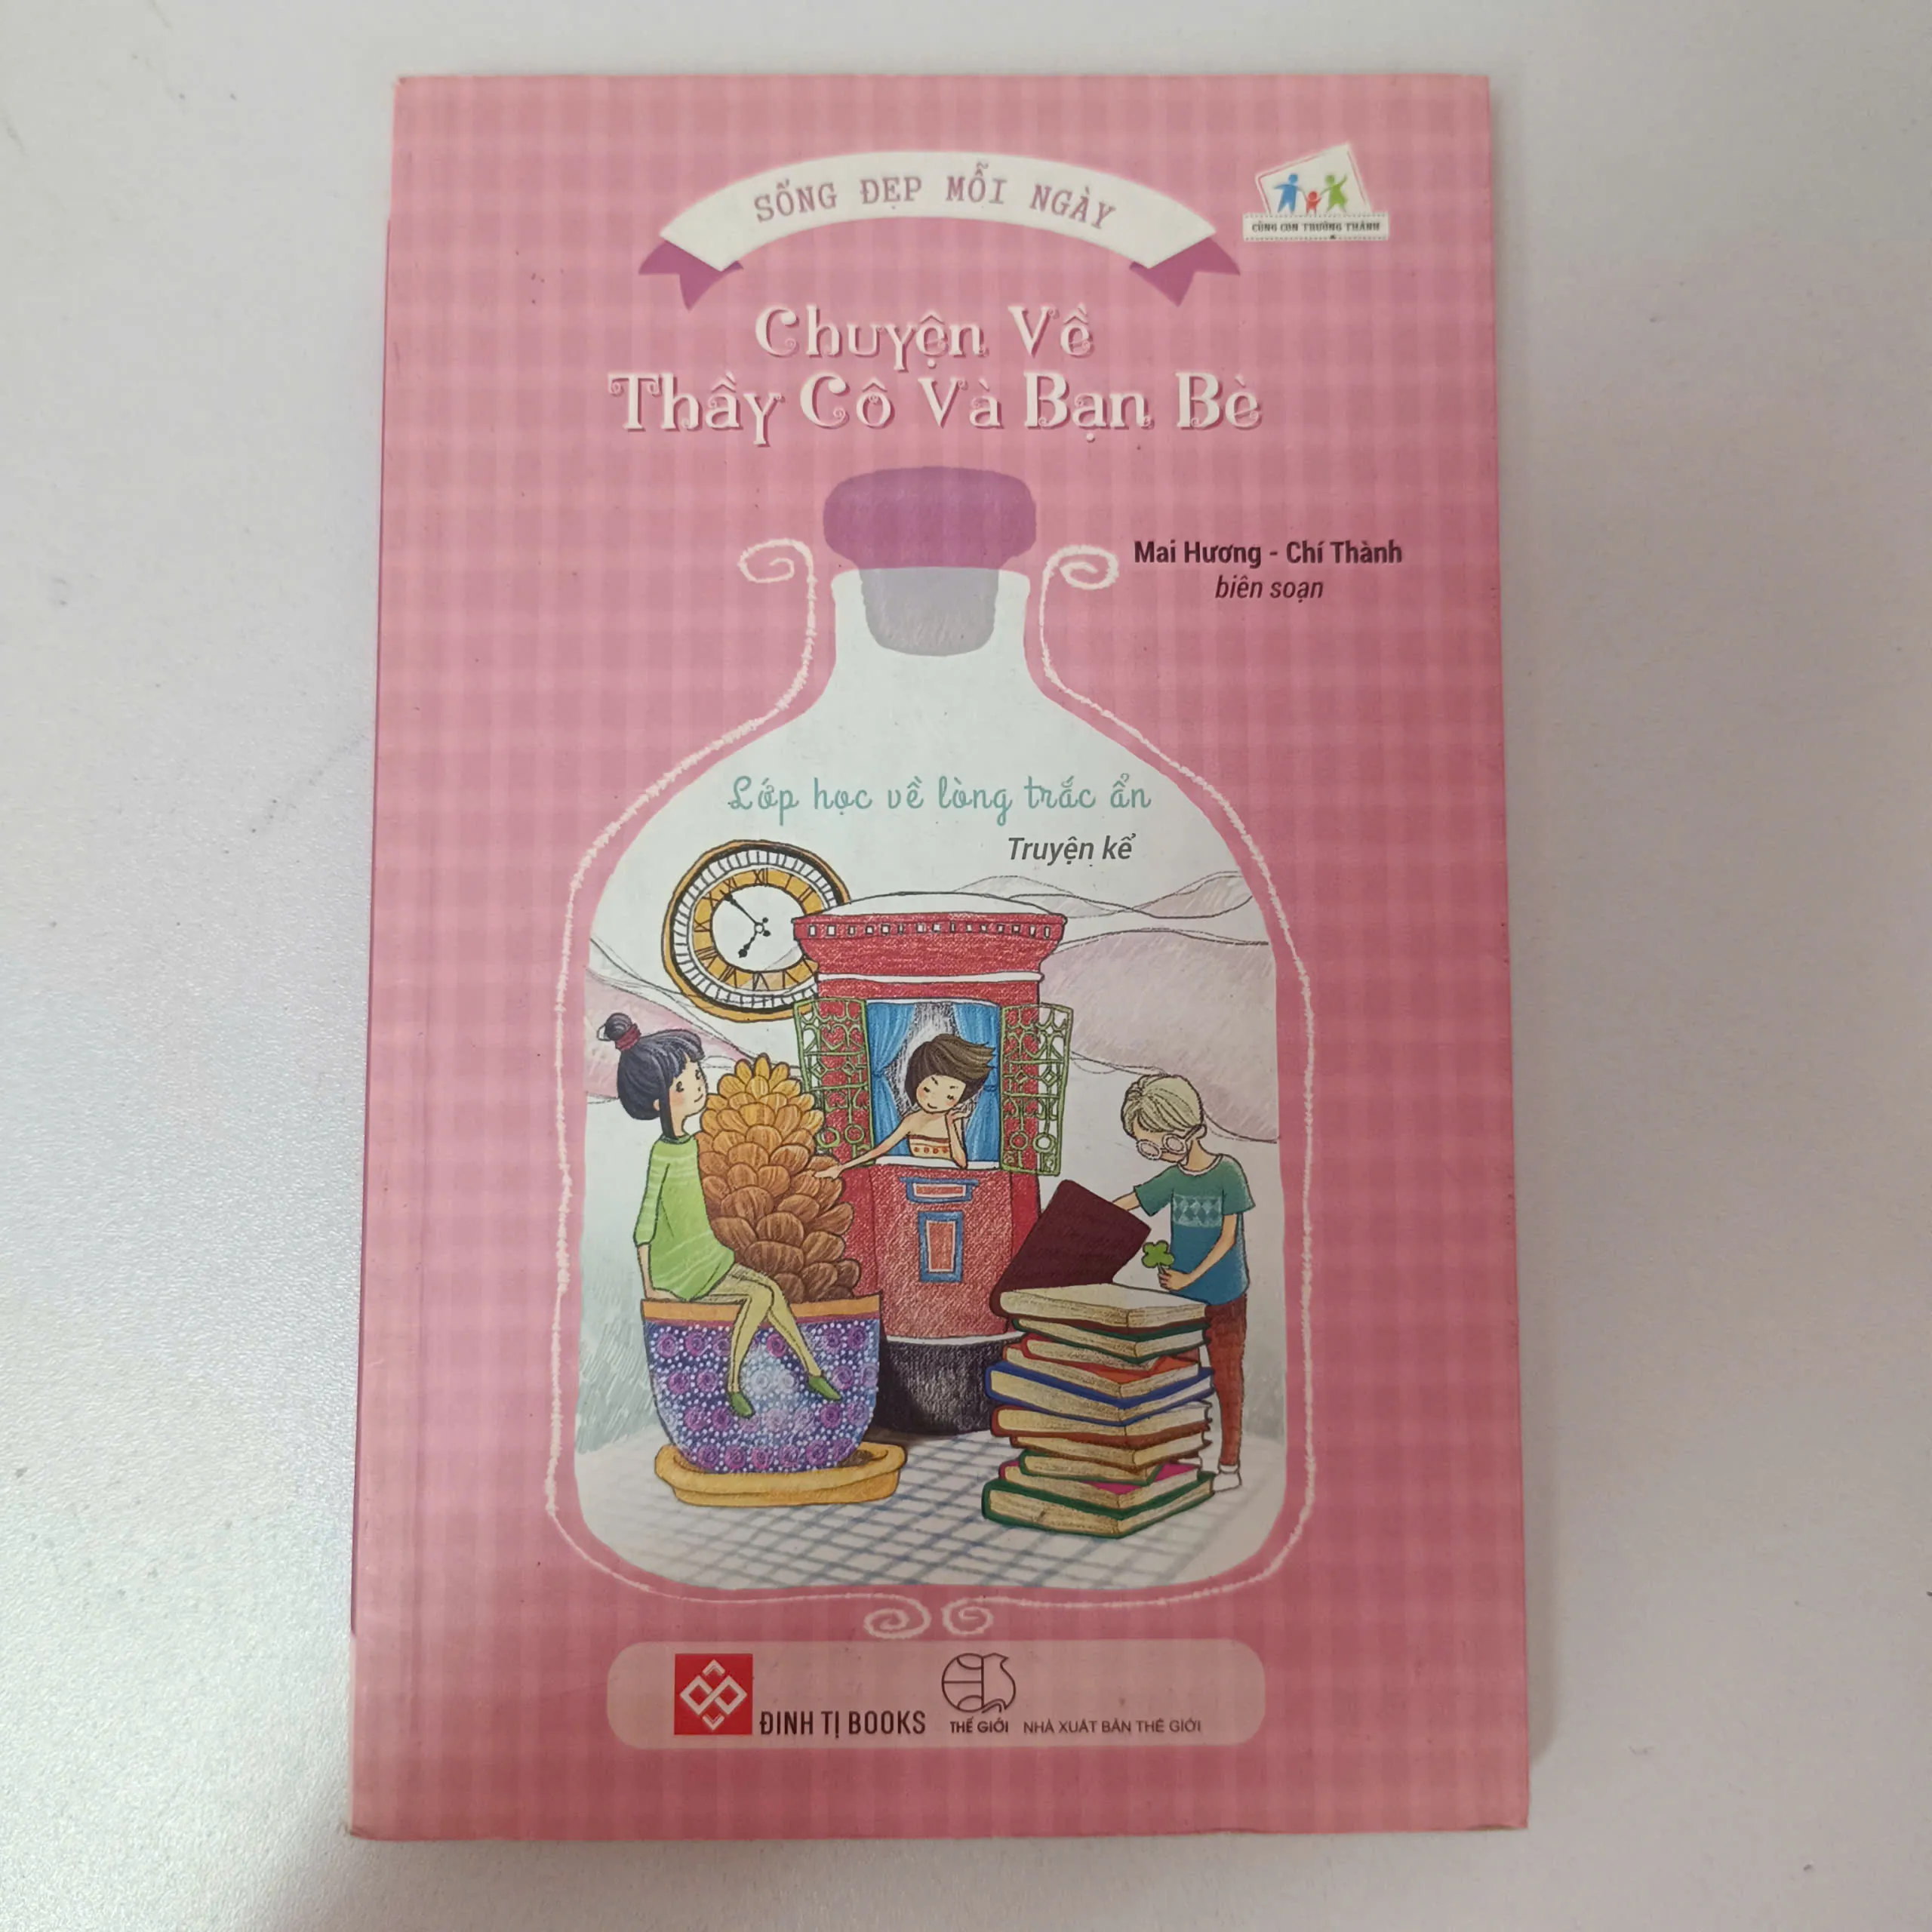 SỐNG ĐẸP MỖI NGÀY
CÙNG CON TRƯỞNG THÀNH
Chuyện Về
Thầy Cô Và Bạn Bè
Mai Hương - Chí Thành
biên soạn
Lớp học về lòng trắc ẩn
Truyện kể
ĐINH TỊ BOOKS
THẾ GIỚI
NHÀ XUẤT BẢN THẾ GIỚI